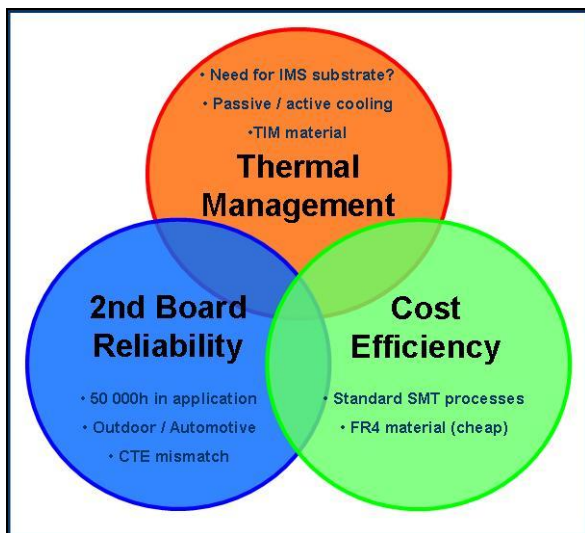 • Need for IMS substrate?
• Passive / active cooling
•TIM material
Thermal
Management
2nd Board
Reliability
• 50 000h in application
• Outdoor / Automotive
• CTE mismatch
Cost
Efficiency
• Standard SMT processes
• FR4 material (cheap)